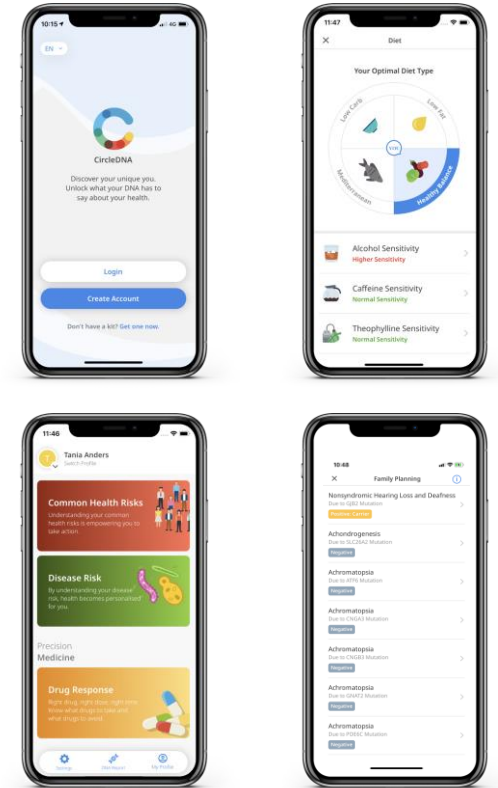 10:15
4G
EN
CircleDNA
Discover your unique you.
Unlock what your DNA has to
say about your health.
Login
Create Account
Don't have a kit? Get one now.
11:47
Diet
Your Optimal Diet Type
Low Carb
Low Fat
YOU
Mediterranean
Healthy Balance
Alcohol Sensitivity
Higher Sensitivity
Caffeine Sensitivity
Normal Sensitivity
Theophylline Sensitivity
Normal Sensitivity
11:46
T
Tania Anders
Switch Profile
Common Health Risks
Understanding your common
health risks is empowering you to
take action.
Disease Risk
By understanding your disease
risk, health becomes personalised
for you.
Precision
Medicine
Drug Response
Right drug, right dose, right time.
Know what drugs to take and
what drugs to avoid.
Dashboard
My Profile
10:48
Family Planning
Nonsyndromic Hearing Loss and Deafness
Due to GJB2 Mutation
Positive: Carrier
Achondrogenesis
Due to SLC26A2 Mutation
Negative
Achromatopsia
Due to ATF6 Mutation
Negative
Achromatopsia
Due to CNGA3 Mutation
Negative
Achromatopsia
Due to CNGB3 Mutation
Negative
Achromatopsia
Due to GNAT2 Mutation
Negative
Achromatopsia
Due to PDE6C Mutation
Negative